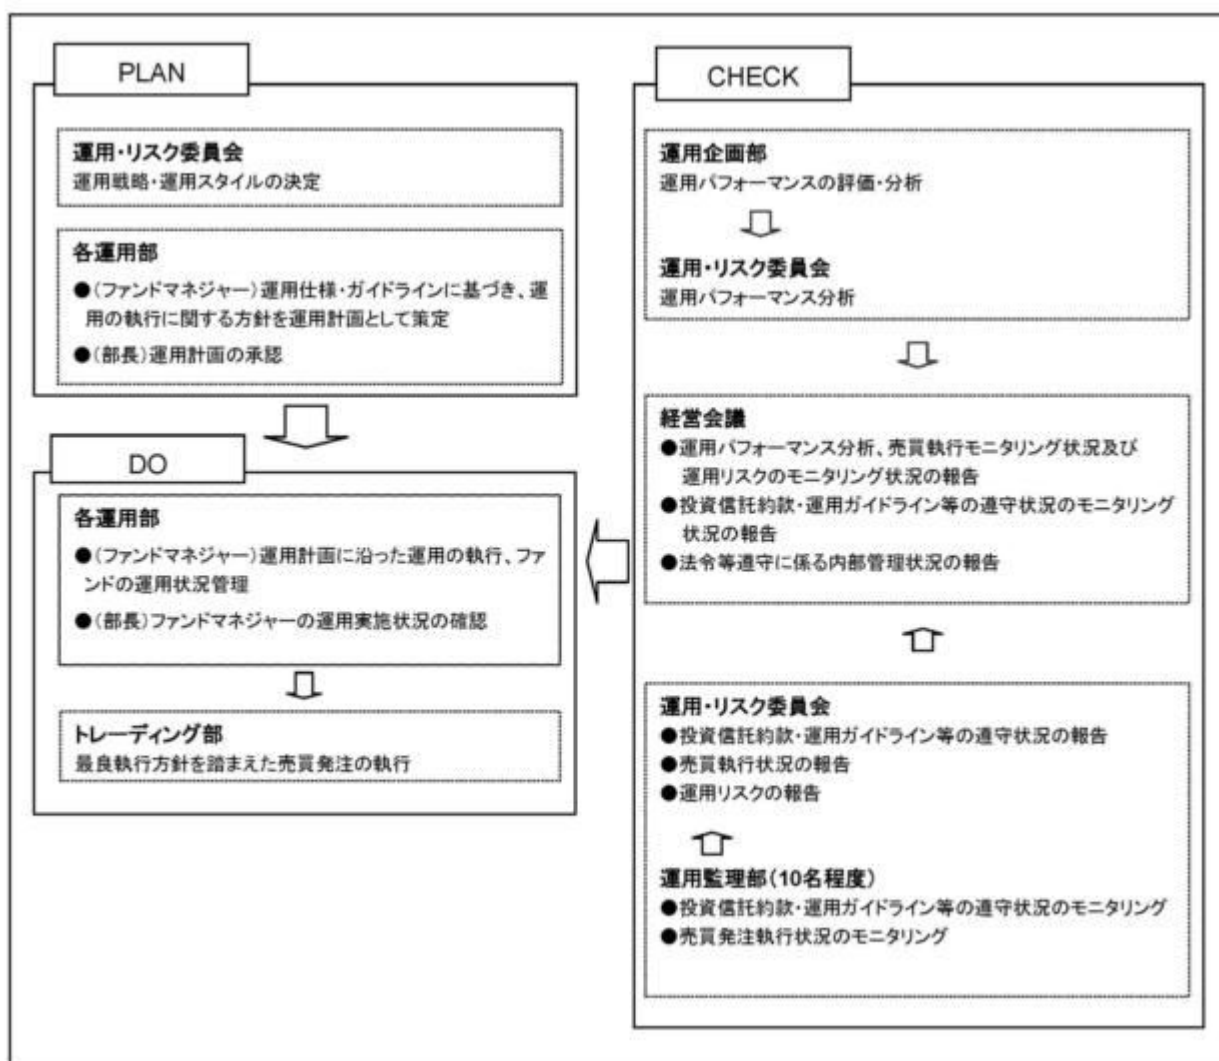 PLAN
運用・リスク委員会
運用戦略・運用スタイルの決定
各運用部
●(ファンドマネジャー)運用仕様・ガイドラインに基づき、運
用の執行に関する方針を運用計画として策定
●(部長)運用計画の承認
DO
各運用部
●(ファンドマネジャー)運用計画に沿った運用の執行、ファ
ンドの運用状況管理
●(部長)ファンドマネジャーの運用実施状況の確認
トレーディング部
最良執行方針を踏まえた売買発注の執行
CHECK
運用企画部
運用パフォーマンスの評価・分析
運用・リスク委員会
運用パフォーマンス分析
経営会議
●運用パフォーマンス分析、売買執行モニタリング状況及び
運用リスクのモニタリング状況の報告
●投資信託約款・運用ガイドライン等の遵守状況のモニタリング
状況の報告
●法令等遵守に係る内部管理状況の報告
運用・リスク委員会
●投資信託約款・運用ガイドライン等の遵守状況の報告
●売買執行状況の報告
●運用リスクの報告
運用監理部(10名程度)
●投資信託約款・運用ガイドライン等の遵守状況のモニタリング
●売買発注執行状況のモニタリング